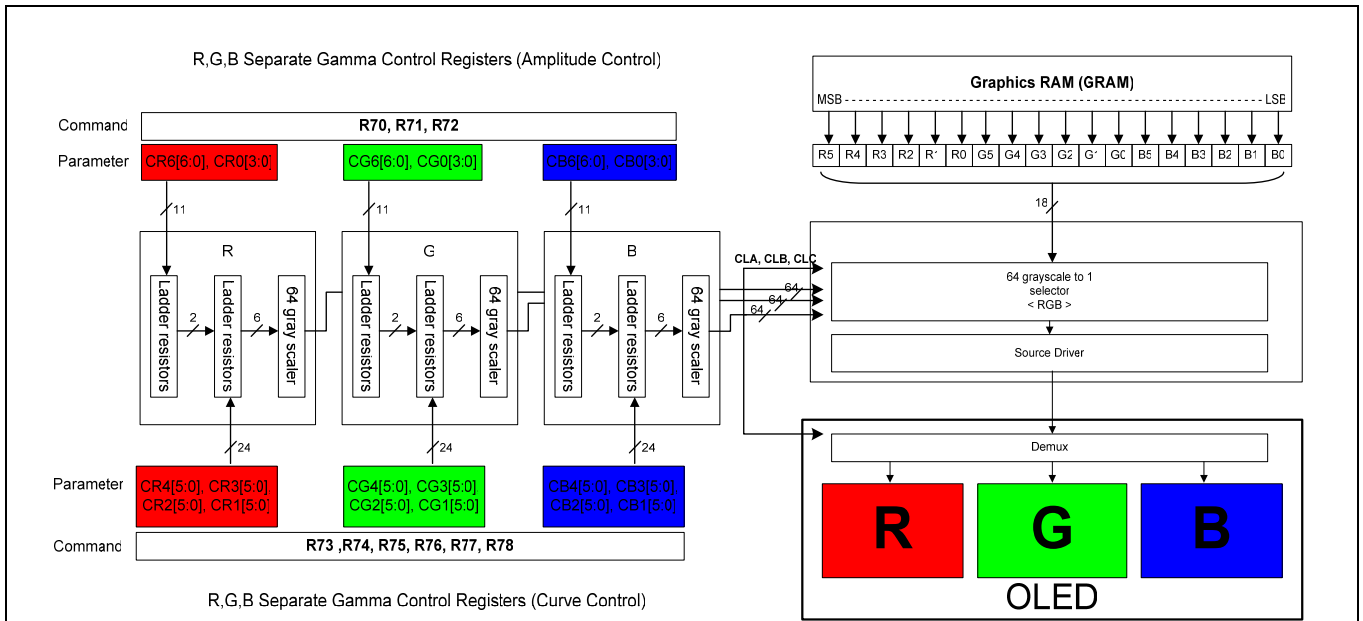 R,G,B Separate Gamma Control Registers (Amplitude Control)
Command
R70, R71, R72
Parameter
CR6[6:0], CR0[3:0]
CG6[6:0], CG0[3:0]
CB6[6:0], CB0[3:0]
11
11
11
R
G
B
Ladder resistors
2
Ladder resistors
6
64 gray scaler
Ladder resistors
2
Ladder resistors
6
64 gray scaler
Ladder resistors
2
Ladder resistors
6
64 gray scaler
24
24
24
Parameter
CR4[5:0], CR3[5:0]
CR2[5:0], CR1[5:0]
CG4[5:0], CG3[5:0]
CG2[5:0], CG1[5:0]
CB4[5:0], CB3[5:0],
CB2[5:0], CB1[5:0]
Command
R73 ,R74, R75, R76, R77, R78
R,G,B Separate Gamma Control Registers (Curve Control)
Graphics RAM (GRAM)
MSB
LSB
R5 R4 R3 R2 R1 R0 G5 G4 G3 G2 G1 G0 B5 B4 B3 B2 B1 B0
18
CLA, CLB, CLC
64
64
64
64 grayscale to 1
selector
< RGB >
Source Driver
Demux
R
G
B
OLED